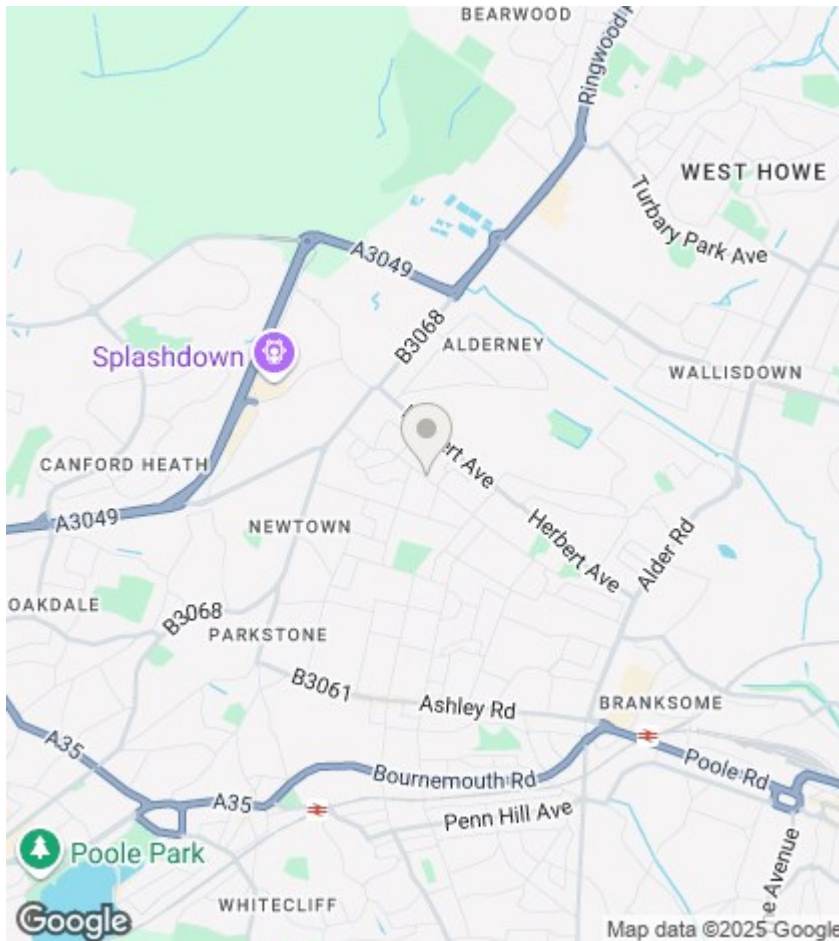 BEARWOOD
Ringwood
WEST HOWE
Turbary Park Ave
A3049
B3068
ALDERNEY
Splashdown
WALLISDOWN
Herbert Ave
CANFORD HEATH
A3049
NEWTOWN
Herbert Ave
Alder Rd
OAKDALE
B3068
PARKSTONE
B3061
Ashley Rd
BRANKSOME
A35
Bournemouth Rd
Poole Rd
A35
Penn Hill Ave
Poole Park
e Avenue
WHITECLIFF
Google
Map data ©2025 Google